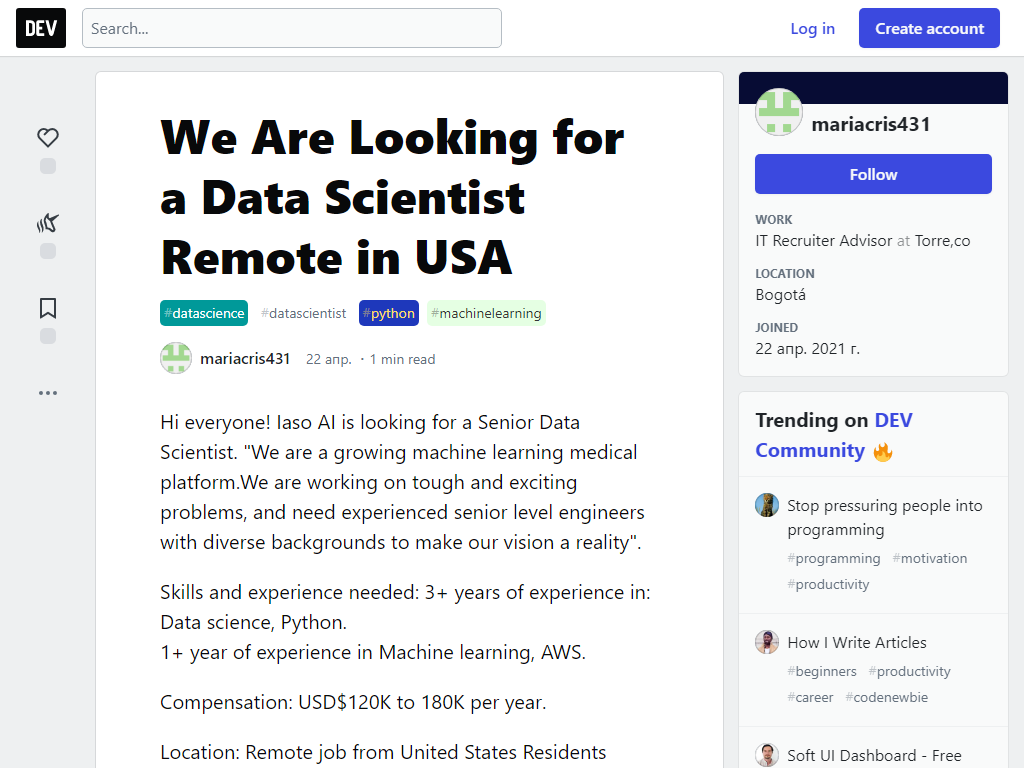 DEV
Search...
Log in
Create account
We Are Looking for
a Data Scientist
Remote in USA
#datascience #datascientist #python #machinelearning
mariacris431 22 апр. · 1 min read
Hi everyone! Iaso AI is looking for a Senior Data
Scientist. "We are a growing machine learning medical
platform.We are working on tough and exciting
problems, and need experienced senior level engineers
with diverse backgrounds to make our vision a reality".
Skills and experience needed: 3+ years of experience in:
Data science, Python.
1+ year of experience in Machine learning, AWS.
Compensation: USD$120K to 180K per year.
Location: Remote job from United States Residents
mariacris431
Follow
WORK
IT Recruiter Advisor at Torre,co
LOCATION
Bogotá
JOINED
22 апр. 2021 г.
Trending on DEV
Community 🔥
Stop pressuring people into
programming
#programming #motivation
#productivity
How I Write Articles
#beginners #productivity
#career #codenewbie
Soft UI Dashboard - Free